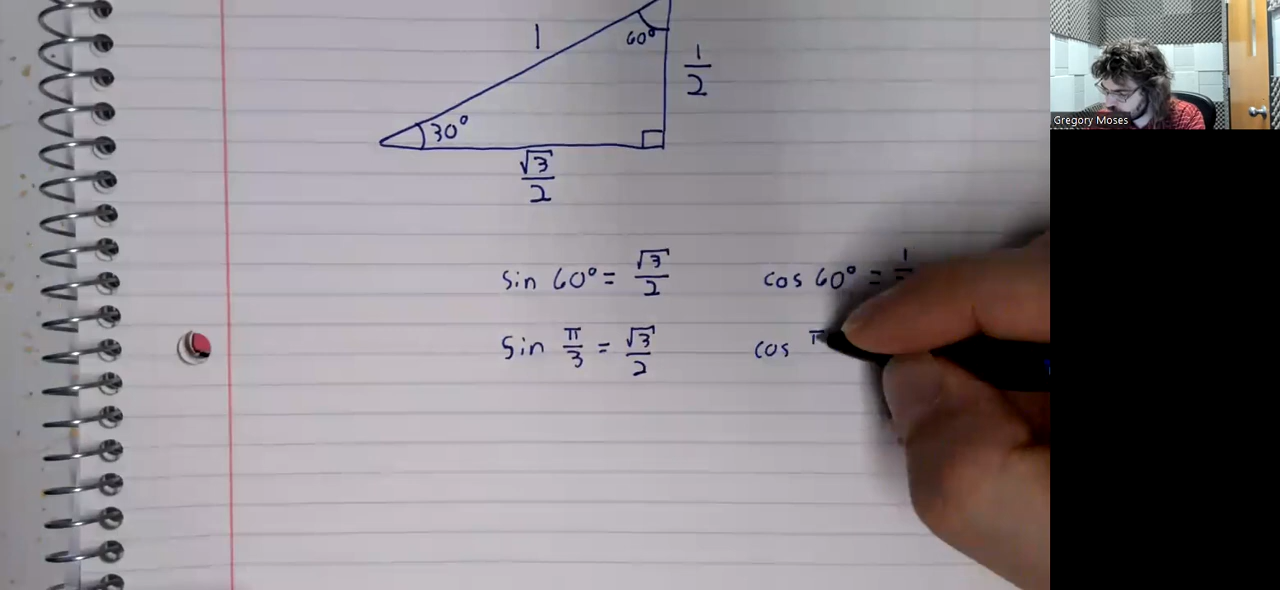 1
60°
1/2
30°
√3/2
Gregory Moses
sin 60° = √3/2
cos 60° = 1
sin π/3 = √3/2
cos π